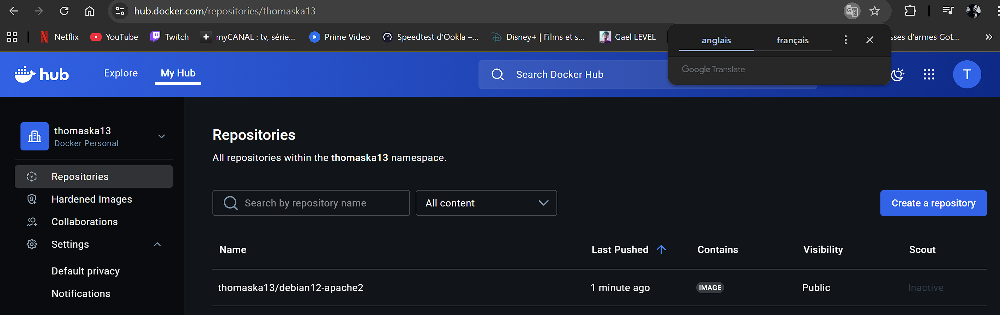 hub.docker.com/repositories/thomaska13
Netflix YouTube Twitch myCANAL : tv, série... Prime Video Speedtest d’Ookla –... Disney+ | Films et s... Gael LEVEL sses d'armes Got...
anglais français
Google Translate
hub Explore My Hub Search Docker Hub T
thomaska13
Docker Personal
Repositories
Hardened Images
Collaborations
Settings
Default privacy
Notifications
Repositories
All repositories within the thomaska13 namespace.
Search by repository name All content Create a repository
Name Last Pushed Contains Visibility Scout
thomaska13/debian12-apache2 1 minute ago IMAGE Public Inactive